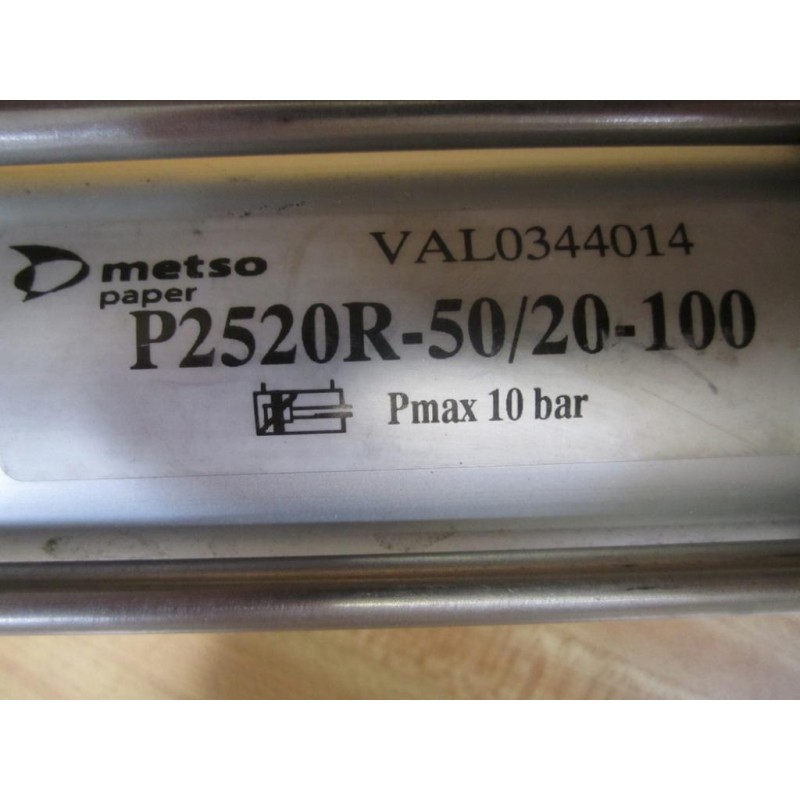 metso
paper
VAL0344014
P2520R-50/20-100
Pmax 10 bar